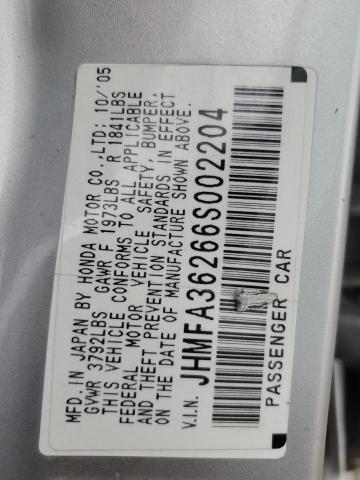 MFD. IN JAPAN BY HONDA MOTOR CO.,LTD; 10/'05
GVWR 3792LBS GAWR F 1973LBS R 1841LBS
THIS VEHICLE CONFORMS TO ALL APPLICABLE
FEDERAL MOTOR VEHICLE SAFETY, BUMPER,
AND THEFT PREVENTION STANDARDS IN EFFECT
ON THE DATE OF MANUFACTURE SHOWN ABOVE.
V.I.N. JHMFA36266S002204
PASSENGER CAR